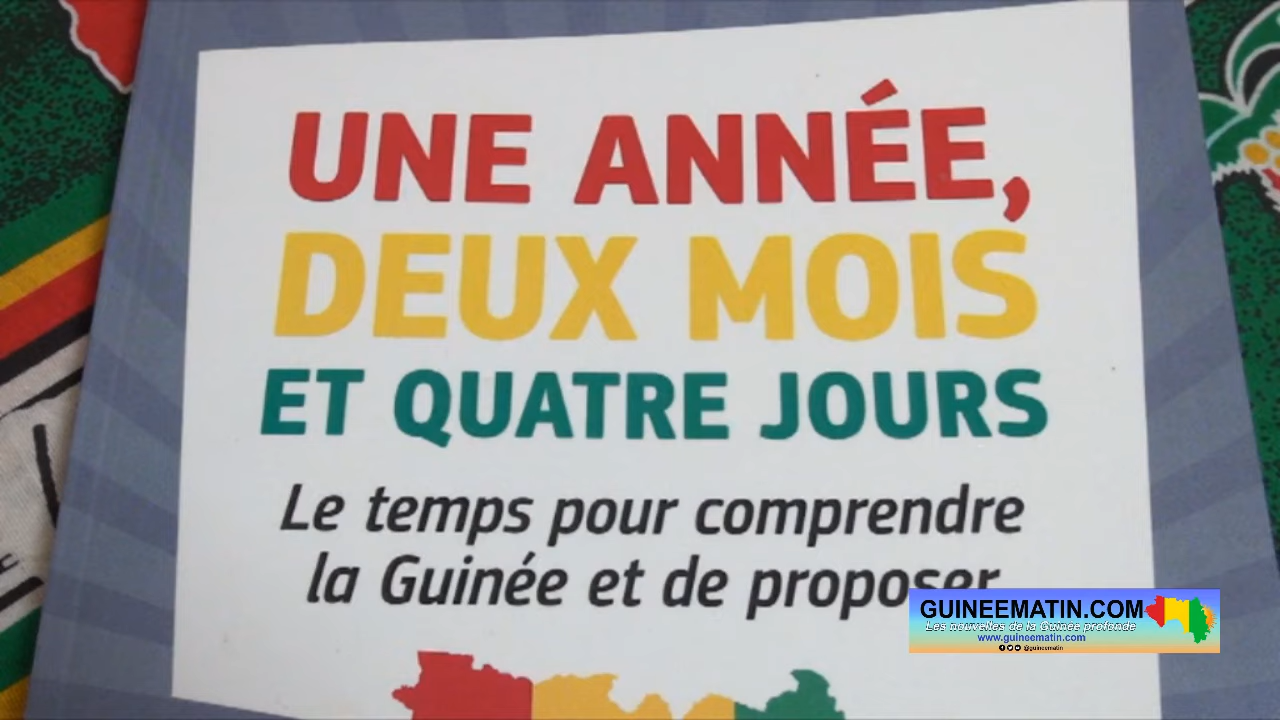 UNE ANNÉE,
DEUX MOIS
ET QUATRE JOURS
Le temps pour comprendre
la Guinée et de proposer
GUINEEMATIN.COM
Les nouvelles de la Guinée profonde
www.guineematin.com
@guineematin